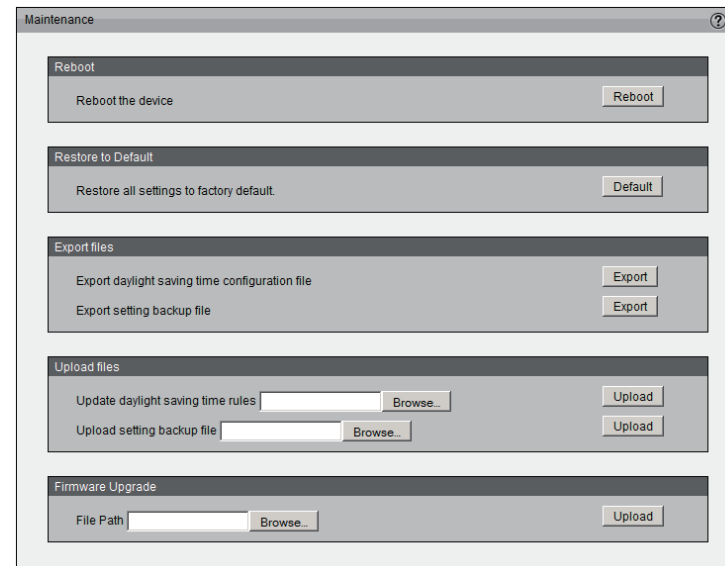 Maintenance
?
Reboot
Reboot the device Reboot
Restore to Default
Restore all settings to factory default. Default
Export files
Export daylight saving time configuration file Export
Export setting backup file Export
Upload files
Update daylight saving time rules Browse... Upload
Upload setting backup file Browse... Upload
Firmware Upgrade
File Path Browse... Upload